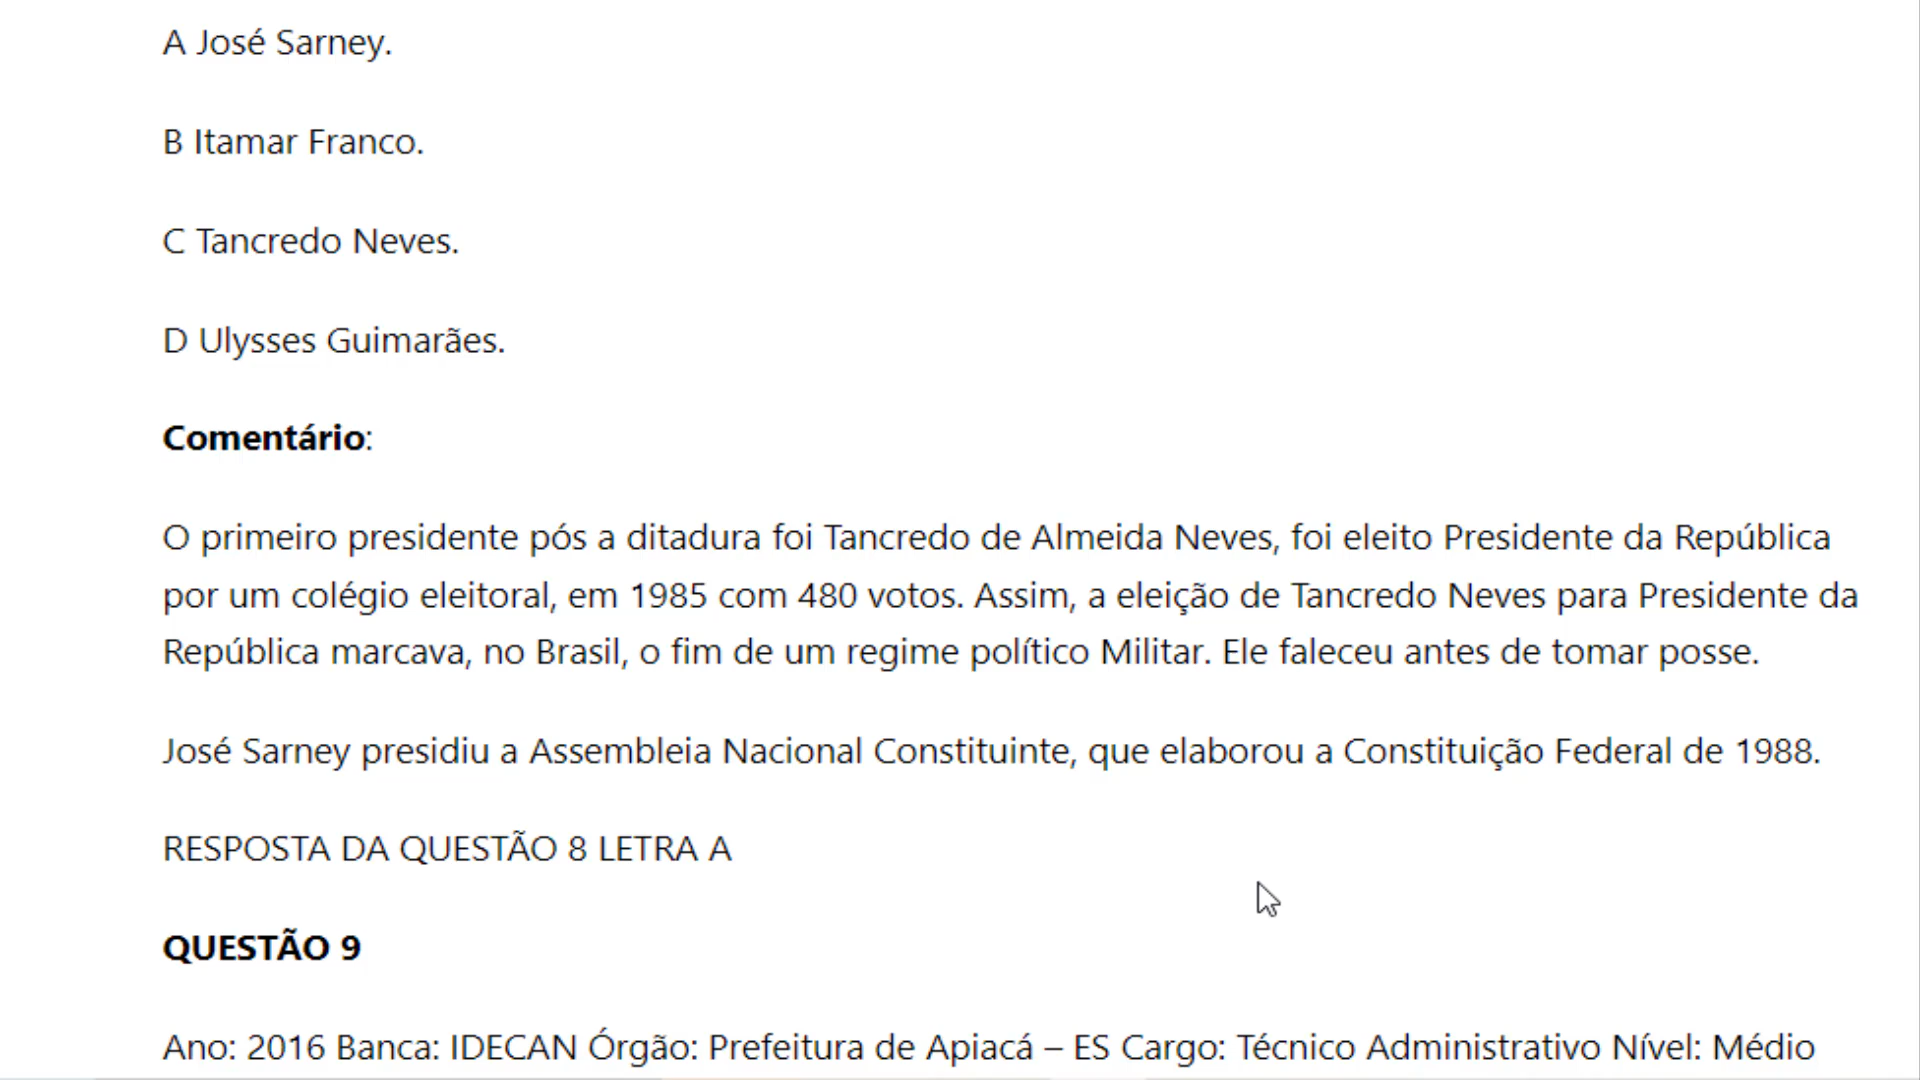 A José Sarney.
B Itamar Franco.
C Tancredo Neves.
D Ulysses Guimarães.
Comentário:
O primeiro presidente pós a ditadura foi Tancredo de Almeida Neves, foi eleito Presidente da República
por um colégio eleitoral, em 1985 com 480 votos. Assim, a eleição de Tancredo Neves para Presidente da
República marcava, no Brasil, o fim de um regime político Militar. Ele faleceu antes de tomar posse.
José Sarney presidiu a Assembleia Nacional Constituinte, que elaborou a Constituição Federal de 1988.
RESPOSTA DA QUESTÃO 8 LETRA A
QUESTÃO 9
Ano: 2016 Banca: IDECAN Órgão: Prefeitura de Apiacá – ES Cargo: Técnico Administrativo Nível: Médio